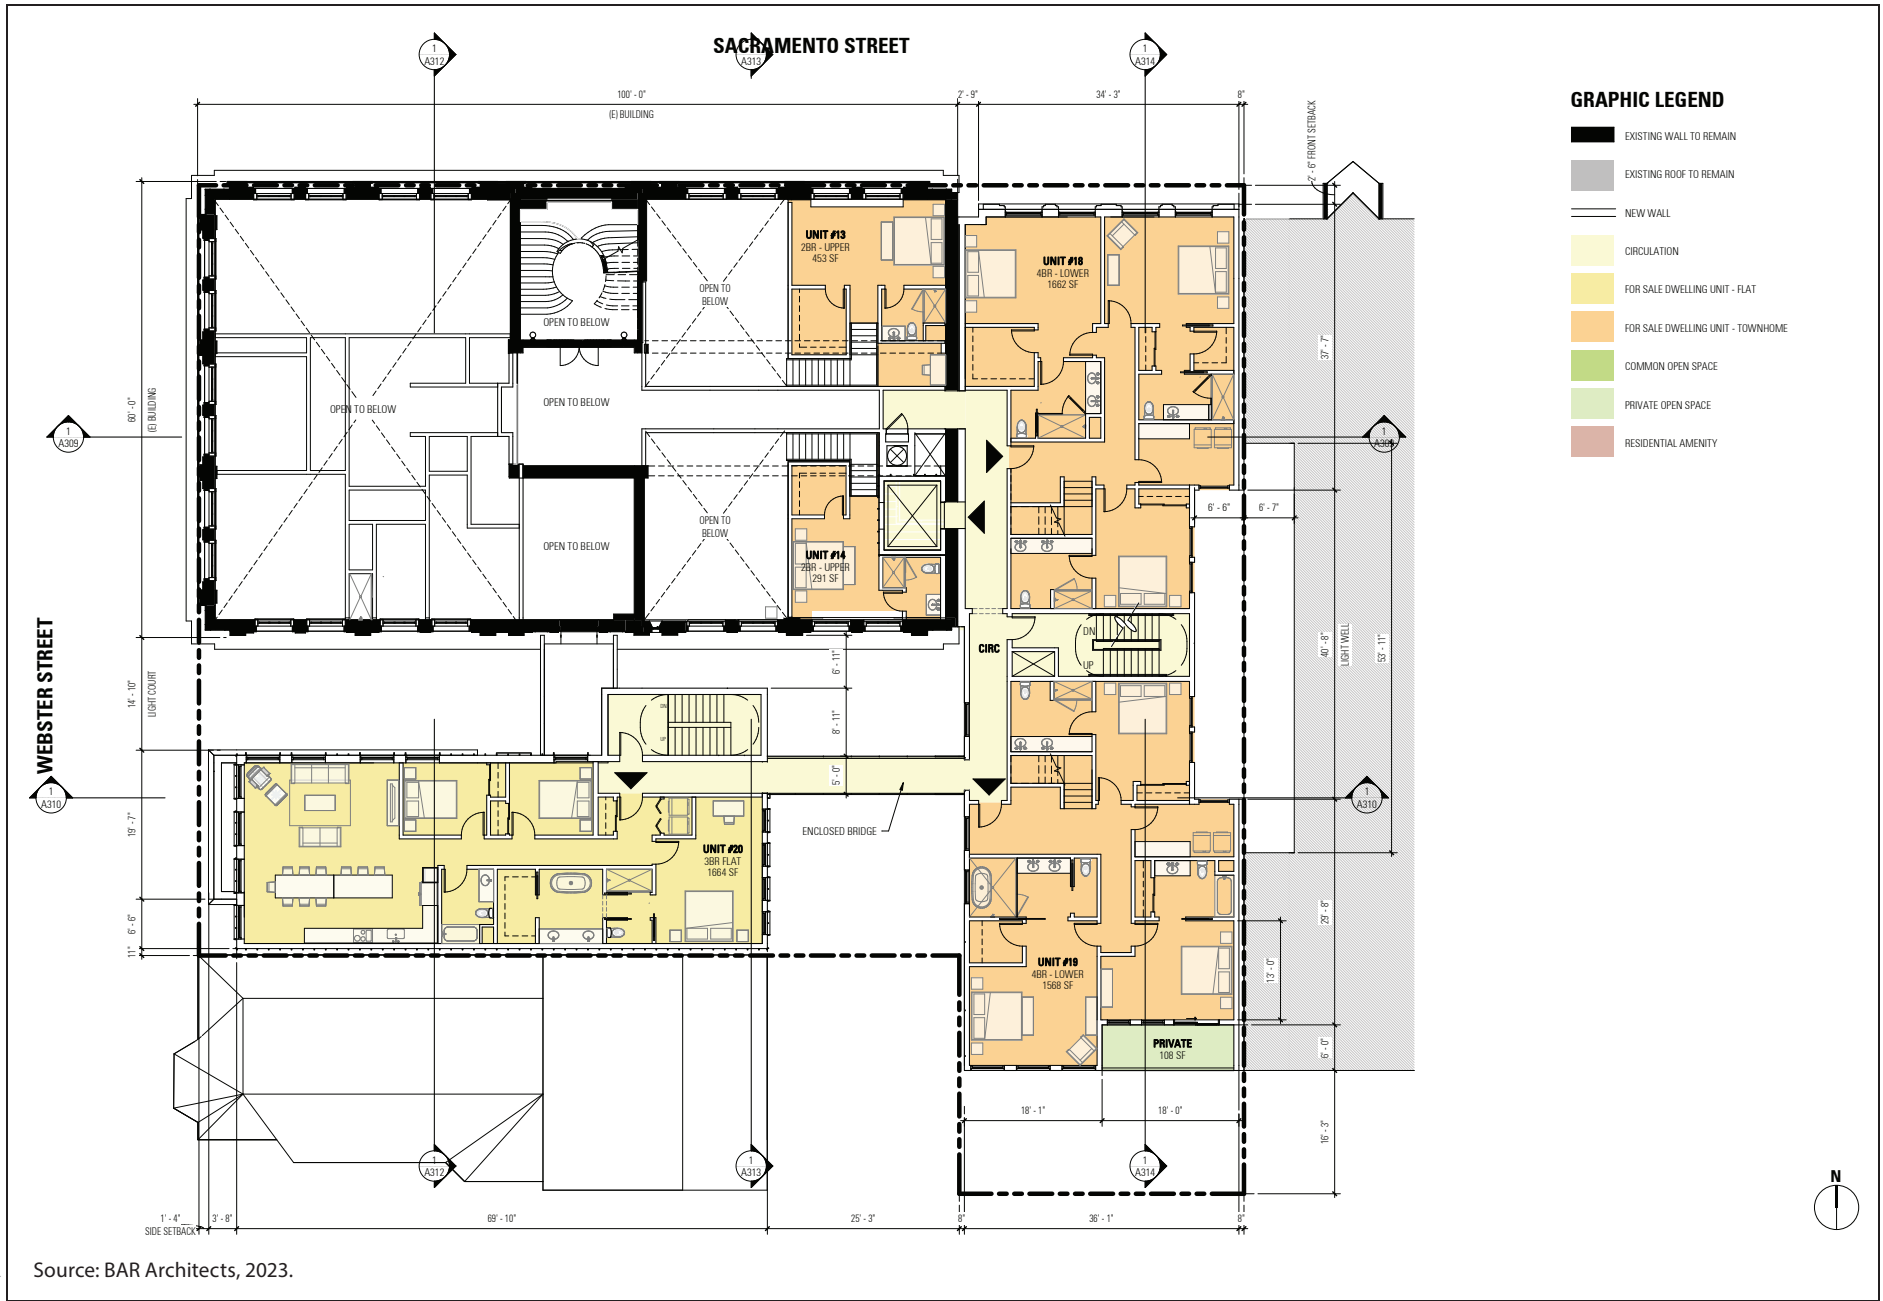 SACRAMENTO STREET
1
A312
1
A313
1
A314
100' - 0"
(E) BUILDING
2' - 9"
34' - 3"
8"
2' - 6" FRONT SETBACK
GRAPHIC LEGEND
EXISTING WALL TO REMAIN
EXISTING ROOF TO REMAIN
NEW WALL
CIRCULATION
FOR SALE DWELLING UNIT - FLAT
FOR SALE DWELLING UNIT - TOWNHOME
COMMON OPEN SPACE
PRIVATE OPEN SPACE
RESIDENTIAL AMENITY
UNIT #13
2BR - UPPER
453 SF
OPEN TO
BELOW
OPEN TO BELOW
UNIT #18
4BR - LOWER
1662 SF
37' - 7"
60' - 0"
(E) BUILDING
OPEN TO BELOW
OPEN TO BELOW
1
A309
1
A309
6' - 6"
6' - 7"
OPEN TO
BELOW
OPEN TO BELOW
UNIT #14
2BR - UPPER
291 SF
WEBSTER STREET
14' - 10"
LIGHT COURT
6' - 11"
8' - 11"
5' - 0"
CIRC
DN
UP
DN
UP
40' - 8"
LIGHT WELL
53' - 11"
1
A310
1
A310
ENCLOSED BRIDGE
19' - 7"
6' - 6"
11"
UNIT #20
3BR FLAT
1664 SF
UNIT #19
4BR - LOWER
1568 SF
29' - 8"
13' - 0"
PRIVATE
108 SF
6' - 0"
18' - 1"
18' - 0"
16' - 3"
1
A312
1
A313
1
A314
N
1' - 4"
SIDE SETBACK
3' - 8"
69' - 10"
25' - 3"
8"
36' - 1"
8"
Source: BAR Architects, 2023.